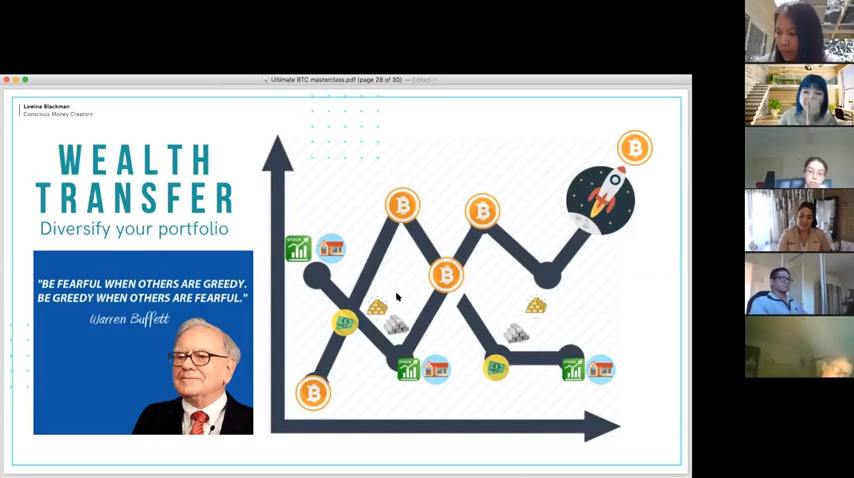 Ultimate BTC masterclass.pdf (page 28 of 30) — Edited
Lowina Blackman
Conscious Money Creators
WEALTH
TRANSFER
Diversify your portfolio
"BE FEARFUL WHEN OTHERS ARE GREEDY.
BE GREEDY WHEN OTHERS ARE FEARFUL."
Warren Buffett
STOCK
STOCK
STOCK